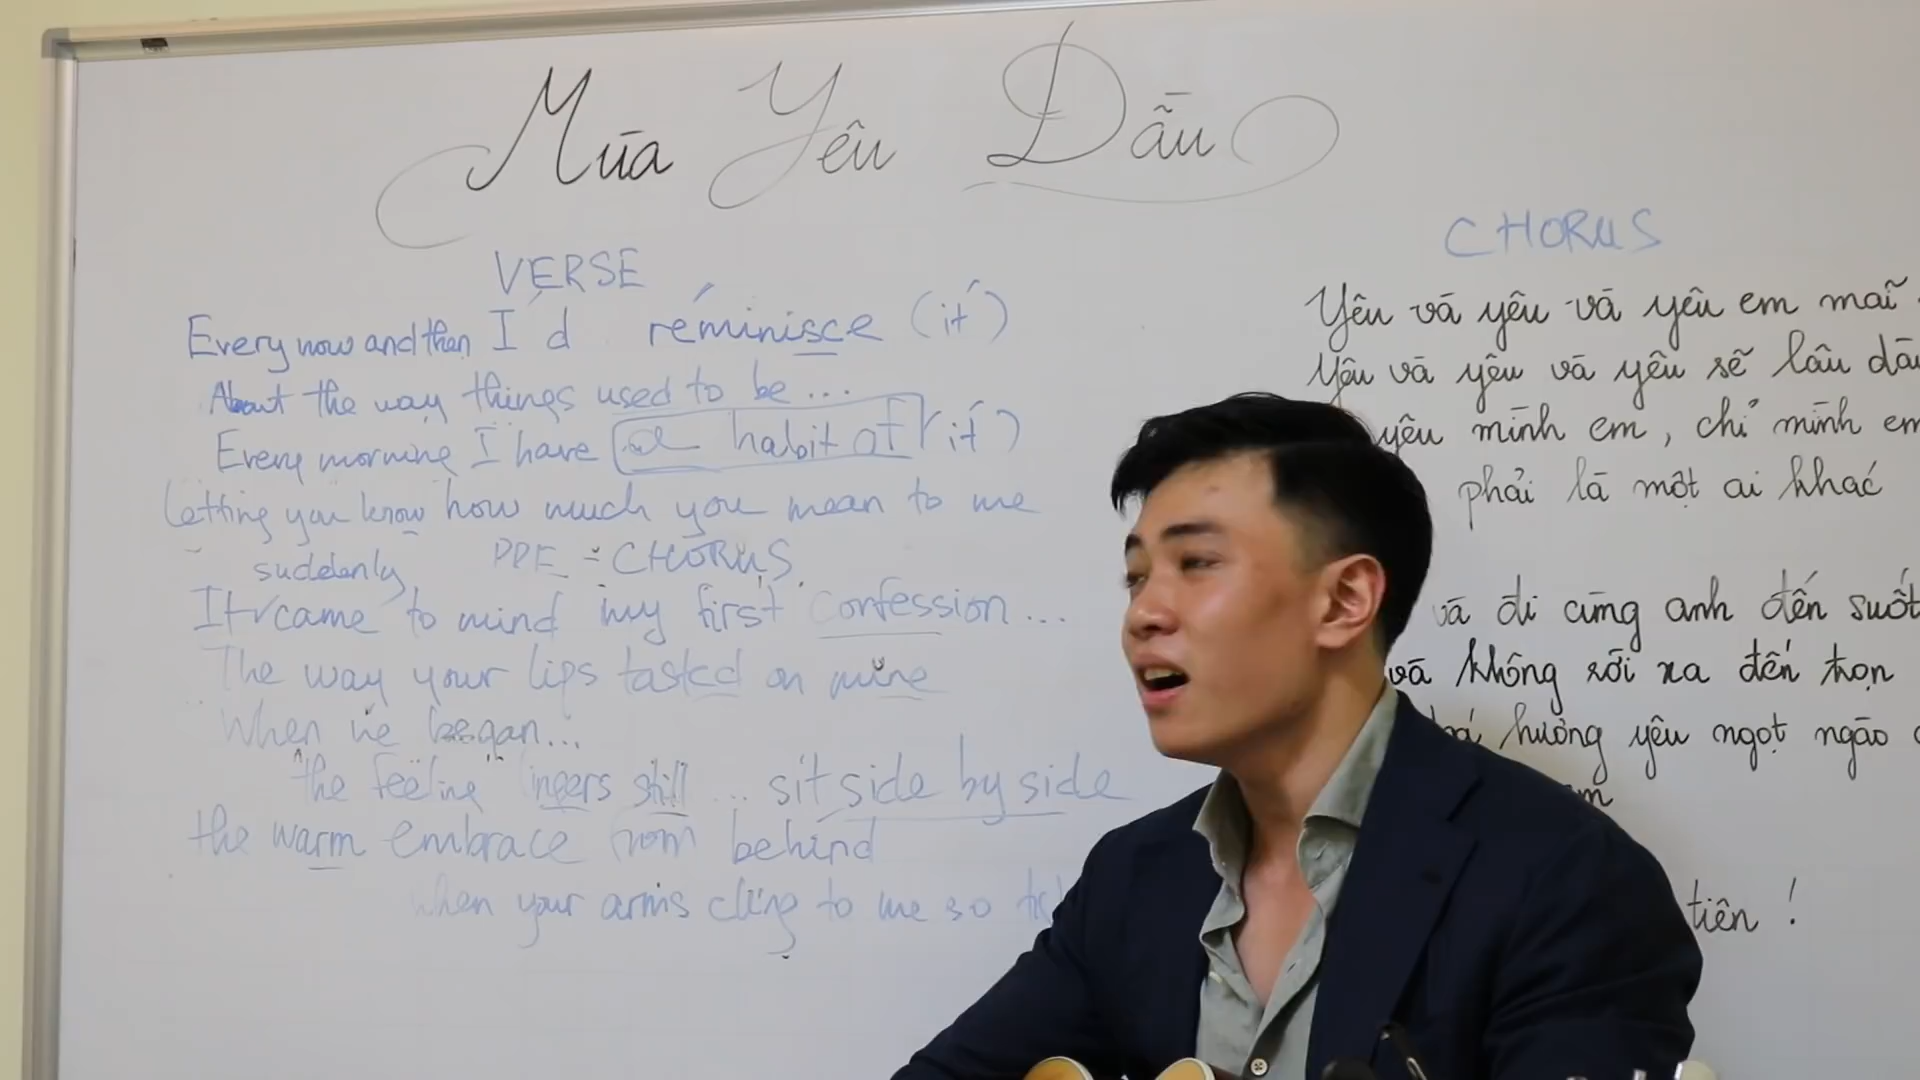 Mùa Yêu Dấu
VERSE
Every now and then I'd reminisce (it')
About the way things used to be...
Every morning I have a habit of (it')
Letting you know how much you mean to me
PRE-CHORUS
suddenly
It came to mind my first confession...
The way your lips tasted on mine
When we began...
the feeling lingers still ... sit side by side
the warm embrace from behind
when your arms cling to me so
CHORUS
Yêu và yêu và yêu em mãi
Yêu và yêu và yêu sẽ lâu dài
yêu mình em, chỉ mình em
phải là một ai khác
và đi cùng anh đến suốt
và không rời xa đến trọn
hương yêu ngọt ngào
tiên !